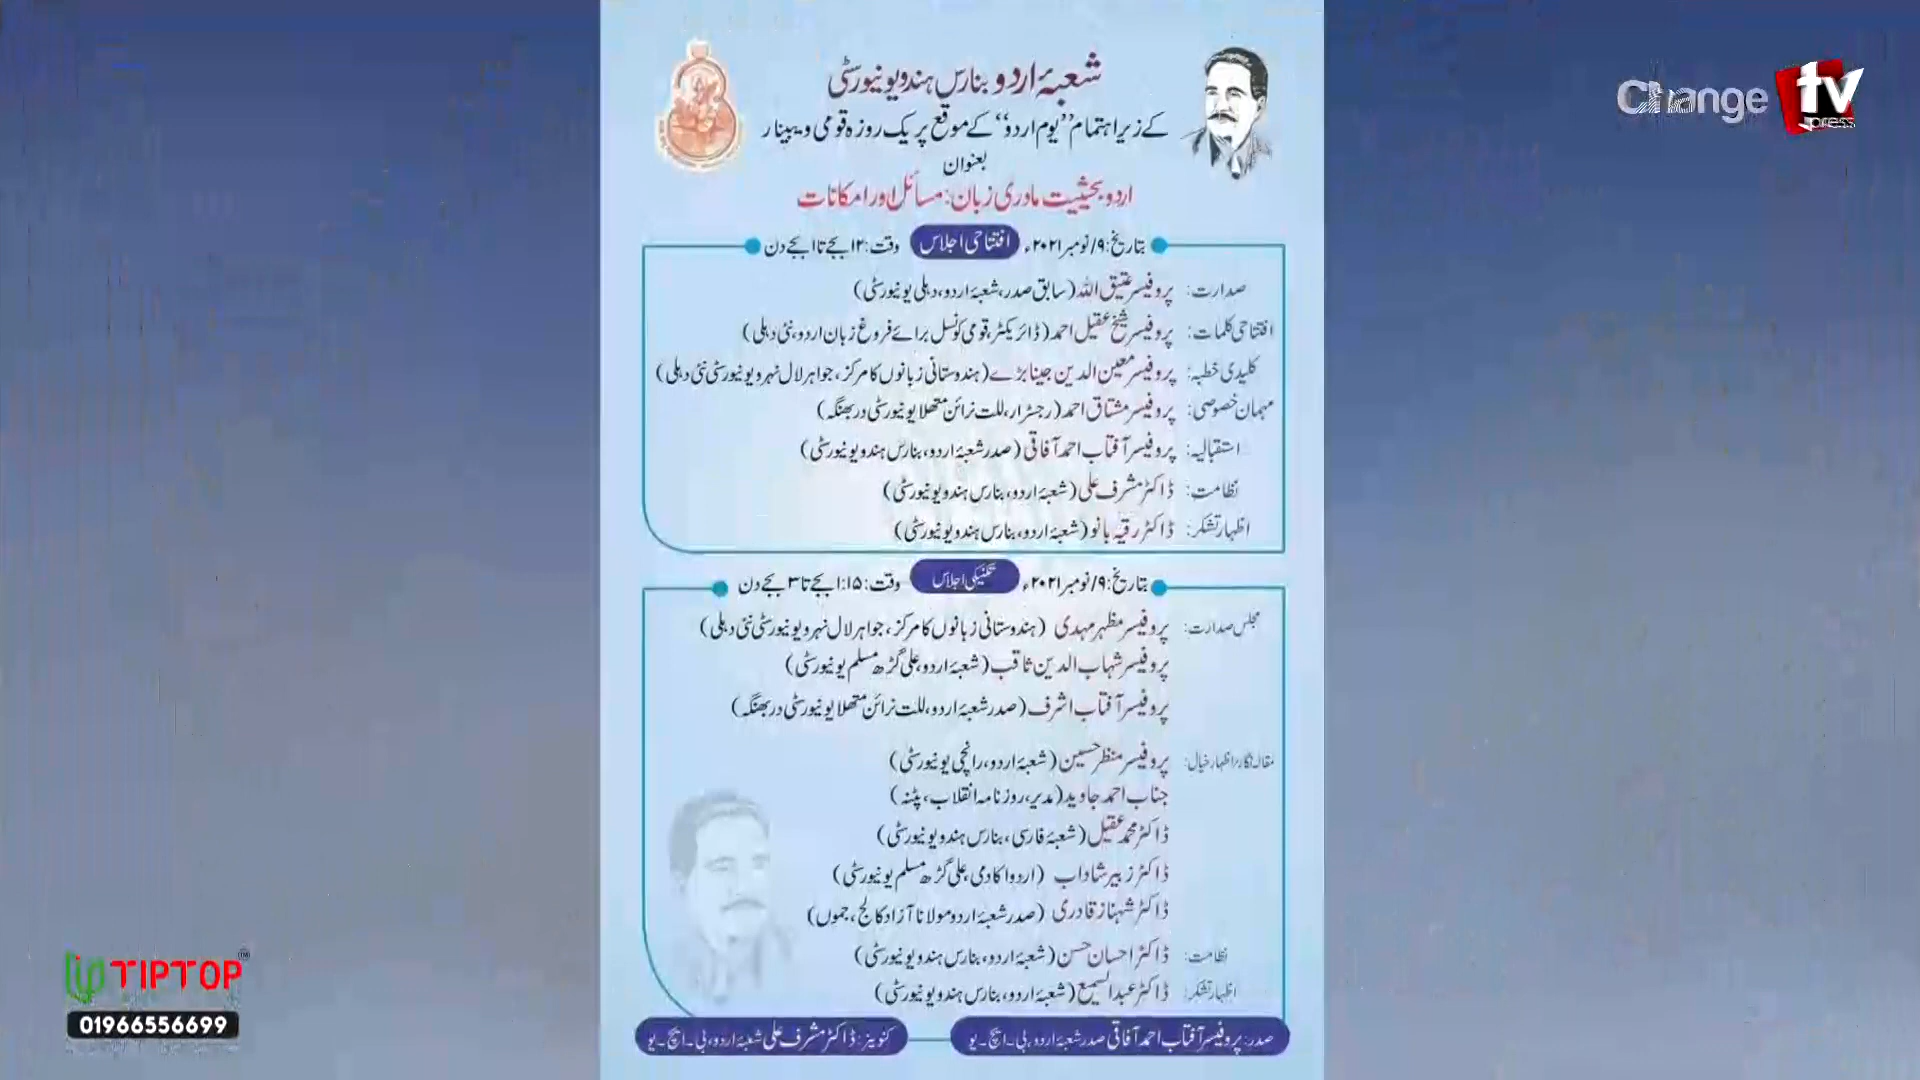 شعبۂ اردو بنارس ہندو یونیورسٹی
کے زیر اہتمام ”یوم اردو“ کے موقع پر یک روزہ قومی ویبینار
بعنوان
اردو بحیثیت مادری زبان: مسائل اور امکانات
بتاریخ: ۹/نومبر ۲۰۲۱ء افتتاحی اجلاس وقت: ۱۲ بجے تا ۱ بجے دن
صدارت: پروفیسر عتیق اللہ (سابق صدر، شعبۂ اردو، دہلی یونیورسٹی)
افتتاحی کلمات: پروفیسر شیخ عقیل احمد (ڈائریکٹر، قومی کونسل برائے فروغ زبان اردو، نئی دہلی)
کلیدی خطبہ: پروفیسر معین الدین جینابڑے (ہندوستانی زبانوں کا مرکز، جواہر لال نہرو یونیورسٹی نئی دہلی)
مہمان خصوصی: پروفیسر مشتاق احمد (رجسٹرار، للت نرائن متھلا یونیورسٹی دربھنگہ)
استقبالیہ: پروفیسر آفتاب احمد آفاقی (صدر شعبۂ اردو، بنارس ہندو یونیورسٹی)
نظامت: ڈاکٹر مشرف علی (شعبۂ اردو، بنارس ہندو یونیورسٹی)
اظہار تشکر: ڈاکٹر رقیہ بانو (شعبۂ اردو، بنارس ہندو یونیورسٹی)
بتاریخ: ۹/نومبر ۲۰۲۱ء تکنیکی اجلاس وقت: ۱:۱۵ بجے تا ۳ بجے دن
مجلس صدارت: پروفیسر مظہر مہدی (ہندوستانی زبانوں کا مرکز، جواہر لال نہرو یونیورسٹی نئی دہلی)
پروفیسر شہاب الدین ثاقب (شعبۂ اردو، علی گڑھ مسلم یونیورسٹی)
پروفیسر آفتاب اشرف (صدر شعبۂ اردو، للت نرائن متھلا یونیورسٹی دربھنگہ)
مقالہ نگار/اظہار خیال: پروفیسر منظر حسین (شعبۂ اردو، رانچی یونیورسٹی)
جناب احمد جاوید (مدیر، روزنامہ انقلاب، پٹنہ)
ڈاکٹر محمد عقیل (شعبۂ فارسی، بنارس ہندو یونیورسٹی)
ڈاکٹر زبیر شاداب (اردو اکادمی، علی گڑھ مسلم یونیورسٹی)
ڈاکٹر شہناز قادری (صدر شعبۂ اردو مولانا آزاد کالج، جموں)
نظامت: ڈاکٹر احسان حسن (شعبۂ اردو، بنارس ہندو یونیورسٹی)
اظہار تشکر: ڈاکٹر عبدالسمیع (شعبۂ اردو، بنارس ہندو یونیورسٹی)
صدر: پروفیسر آفتاب احمد آفاقی صدر شعبۂ اردو، بی۔ایچ۔یو کنوینر: ڈاکٹر مشرف علی شعبۂ اردو، بی۔ایچ۔یو
Change tv press
TIPTOP TM
01966556699